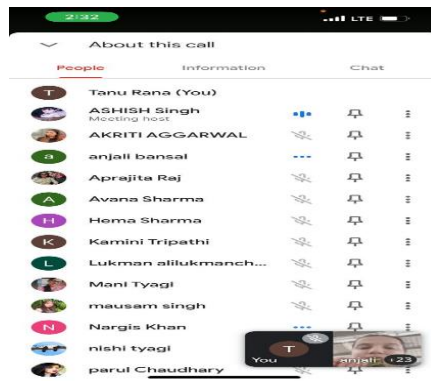 2:32
LTE
About this call
People Information Chat
T Tanu Rana (You)
ASHISH Singh
Meeting host
AKRITI AGGARWAL
a anjali bansal
Aprajita Raj
A Avana Sharma
H Hema Sharma
K Kamini Tripathi
L Lukman alilukmanch...
Mani Tyagi
mausam singh
N Nargis Khan
nishi tyagi
parul Chaudhary
T
You anjali +23